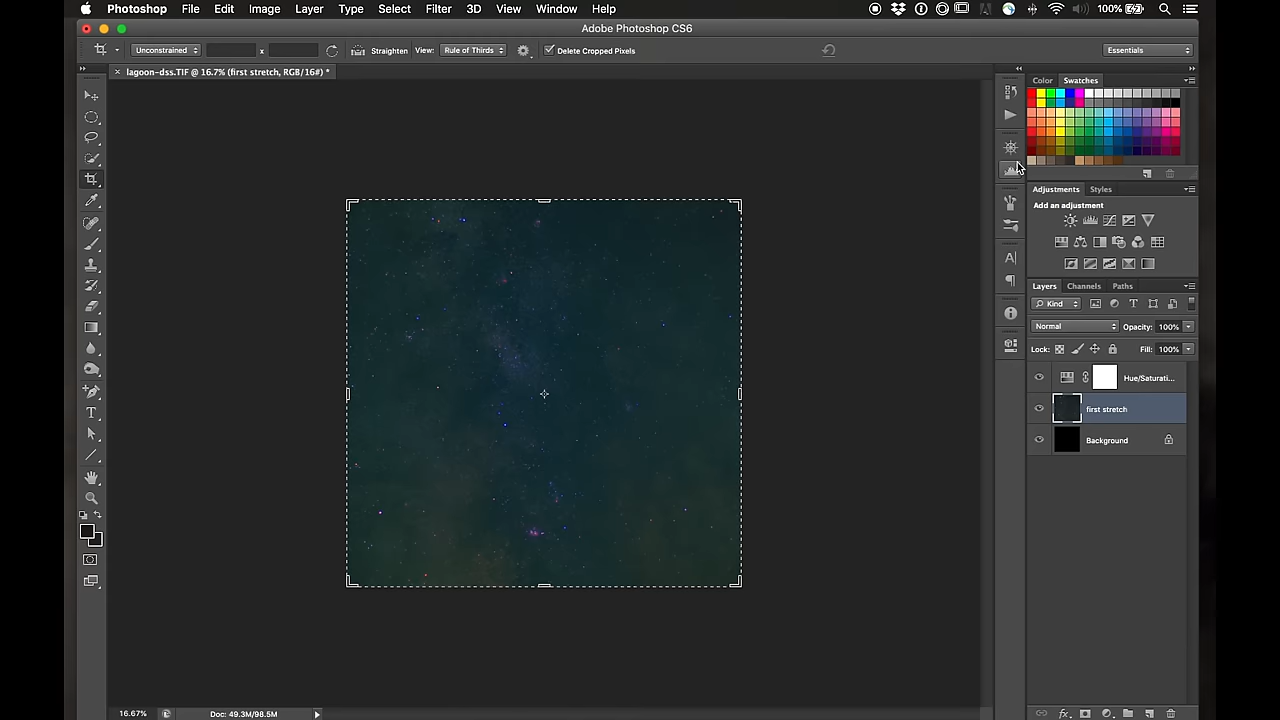 Photoshop File Edit Image Layer Type Select Filter 3D View Window Help 100%
Adobe Photoshop CS6
Unconstrained x Straighten View: Rule of Thirds Delete Cropped Pixels Essentials
× lagoon-dss.TIF @ 16.7% (first stretch, RGB/16#) *
Color Swatches
Adjustments Styles
Add an adjustment
Layers Channels Paths
Kind T
Normal Opacity: 100%
Lock: Fill: 100%
Hue/Saturati...
first stretch
Background
16.67% Doc: 49.3M/98.5M